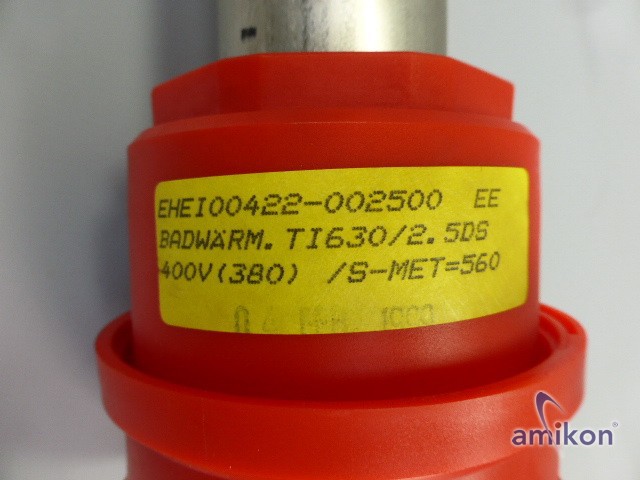 EHEI00422-002500 EE
BADWÄRM. TI630/2.5DS
400V(380) /S-MET=560
amikon®